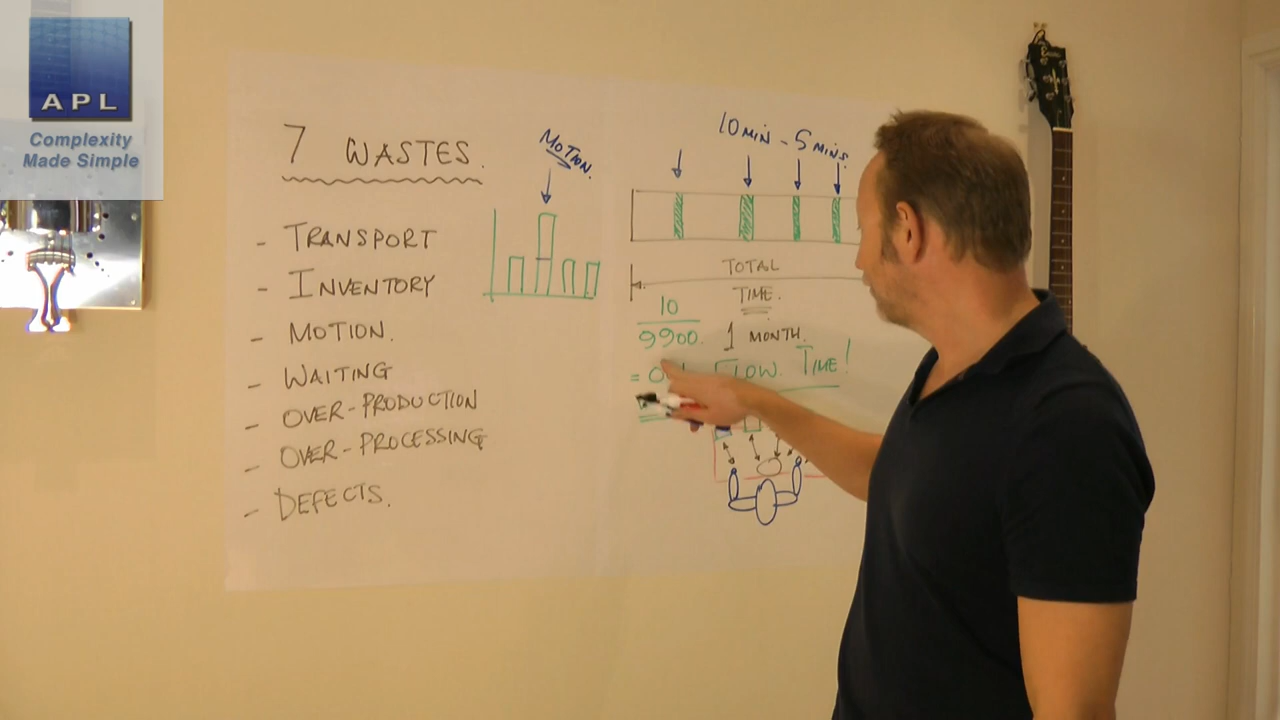 APL
Complexity
Made Simple
7 WASTES.
- TRANSPORT
- INVENTORY
- MOTION.
- WAITING
- OVER-PRODUCTION
- OVER-PROCESSING
- DEFECTS.
MOTION.
10 MIN - 5 MINS.
TOTAL
TIME.
10
9900.
1 MONTH.
FLOW. TIME!